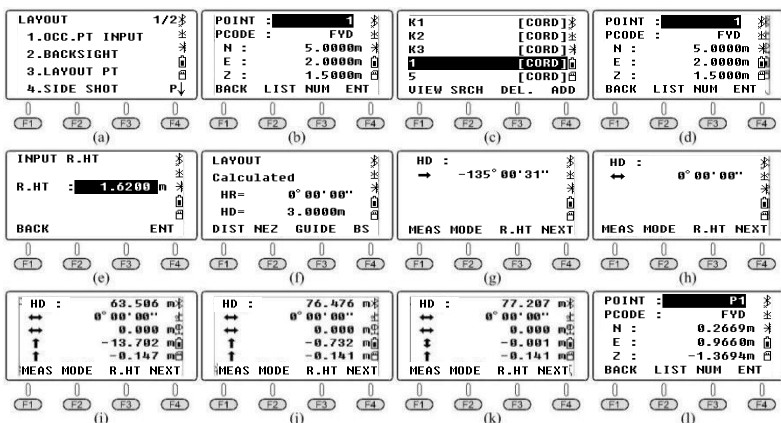 LAYOUT 1/2
1.OCC.PT INPUT
2.BACKSIGHT
3.LAYOUT PT
4.SIDE SHOT P↓
F1 F2 F3 F4
(a)
POINT : 1
PCODE : FYD
N : 5.0000m
E : 2.0000m
Z : 1.5000m
BACK LIST NUM ENT
F1 F2 F3 F4
(b)
K1 [CORD]
K2 [CORD]
K3 [CORD]
1 [CORD]
5 [CORD]
VIEW SRCH DEL. ADD
F1 F2 F3 F4
(c)
POINT : 1
PCODE : FYD
N : 5.0000m
E : 2.0000m
Z : 1.5000m
BACK LIST NUM ENT
F1 F2 F3 F4
(d)
INPUT R.HT
R.HT : 1.6200 m
BACK ENT
F1 F2 F3 F4
(e)
LAYOUT
Calculated
HR= 0°00'00"
HD= 3.0000m
DIST NEZ GUIDE BS
F1 F2 F3 F4
(f)
HD :
→ -135°00'31"
MEAS MODE R.HT NEXT
F1 F2 F3 F4
(g)
HD :
↔ 0°00'00"
MEAS MODE R.HT NEXT
F1 F2 F3 F4
(h)
HD : 63.506 m
↔ 0°00'00"
↔ 0.000 m
↑ -13.702 m
↑ -0.147 m
MEAS MODE R.HT NEXT
F1 F2 F3 F4
(i)
HD : 76.476 m
↔ 0°00'00"
↔ 0.000 m
↑ -0.732 m
↑ -0.141 m
MEAS MODE R.HT NEXT
F1 F2 F3 F4
(j)
HD : 77.207 m
↔ 0°00'00"
↔ 0.000 m
↕ -0.001 m
↑ -0.141 m
MEAS MODE R.HT NEXT
F1 F2 F3 F4
(k)
POINT : P1
PCODE : FYD
N : 0.2669m
E : 0.9660m
Z : -1.3694m
BACK LIST NUM ENT
F1 F2 F3 F4
(l)